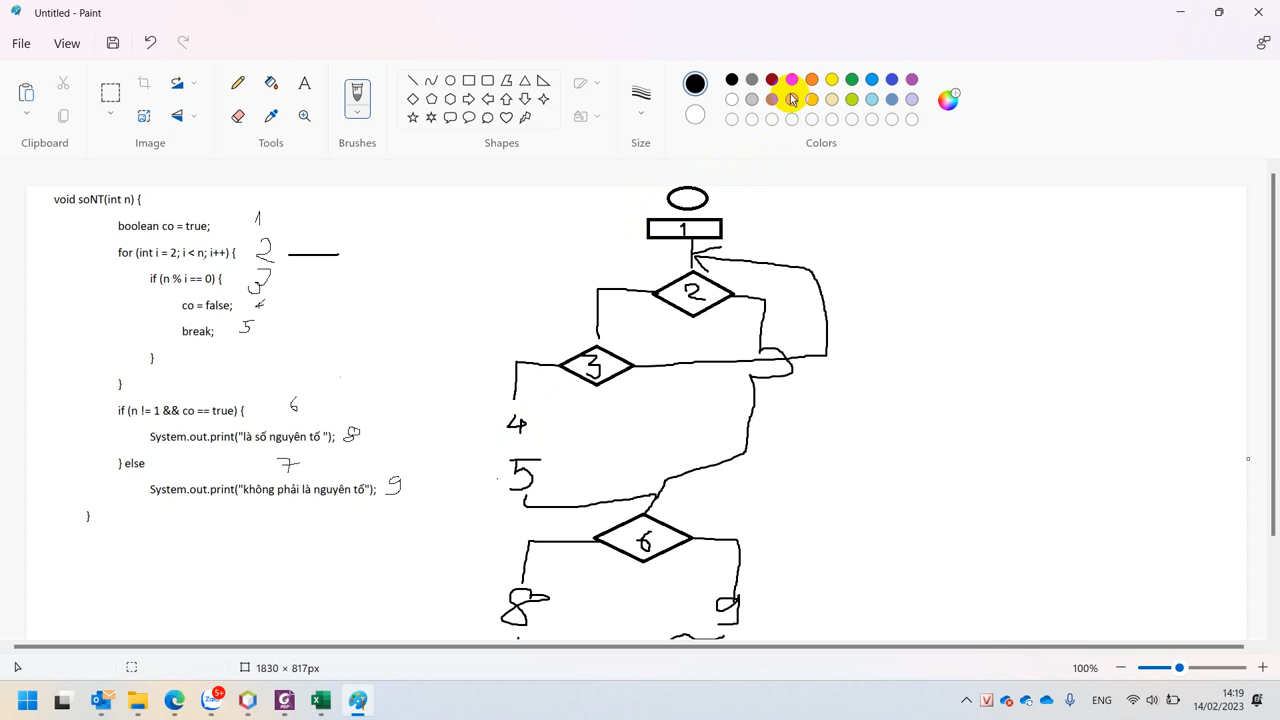 Untitled - Paint
File View
Clipboard Image Tools Brushes Shapes Size Colors
void soNT(int n) {
boolean co = true; 1
for (int i = 2; i < n; i++) { 2
if (n % i == 0) { 3
co = false; 4
break; 5
}
}
if (n != 1 && co == true) { 6
System.out.print("là số nguyên tố "); 8
} else 7
System.out.print("không phải là nguyên tố"); 9
}
1
2
3
4
5
6
8 9
1830 × 817px 100%
Zalo 5+ PDF ENG 14:19
14/02/2023